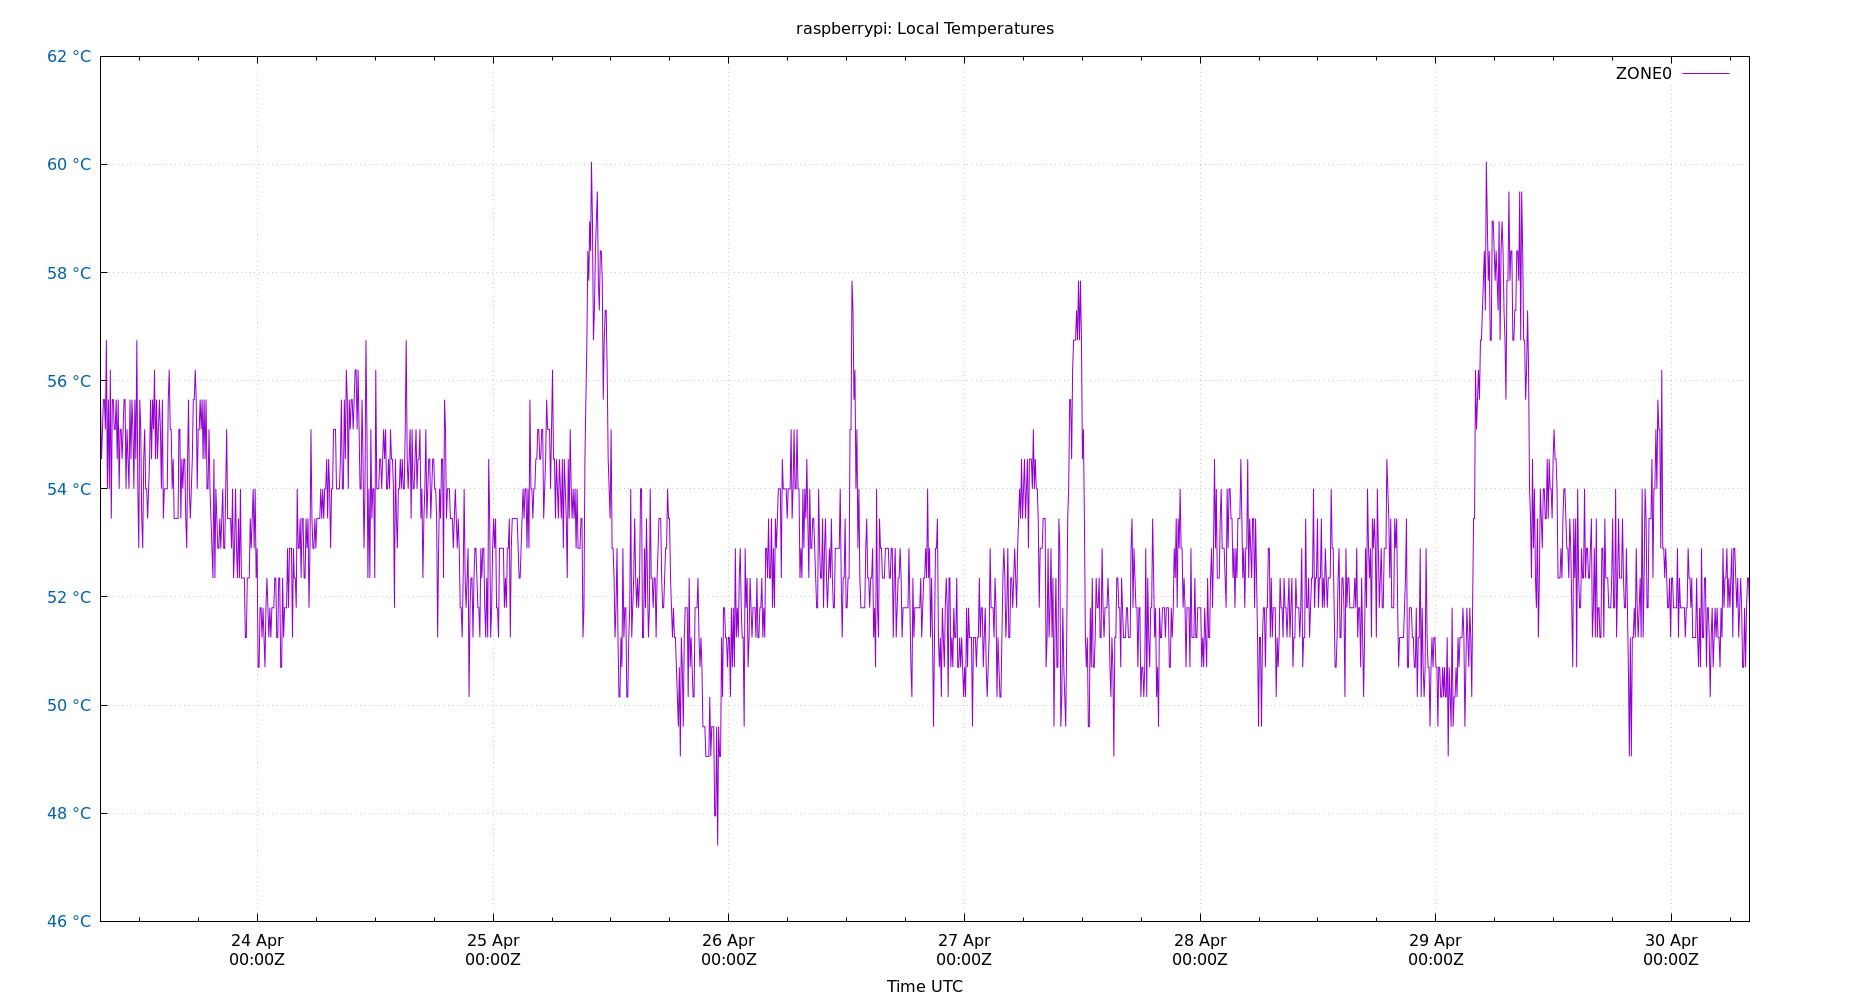 raspberrypi: Local Temperatures
ZONE0
62 °C
60 °C
58 °C
56 °C
54 °C
52 °C
50 °C
48 °C
46 °C
24 Apr 25 Apr 26 Apr 27 Apr 28 Apr 29 Apr 30 Apr
00:00Z 00:00Z 00:00Z 00:00Z 00:00Z 00:00Z 00:00Z
Time UTC